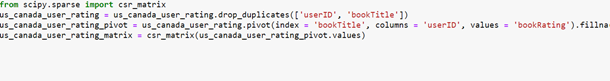 from scipy.sparse import csr_matrix
us_canada_user_rating = us_canada_user_rating.drop_duplicates(['userID', 'bookTitle'])
us_canada_user_rating_pivot = us_canada_user_rating.pivot(index = 'bookTitle', columns = 'userID', values = 'bookRating').fillna
us_canada_user_rating_matrix = csr_matrix(us_canada_user_rating_pivot.values)